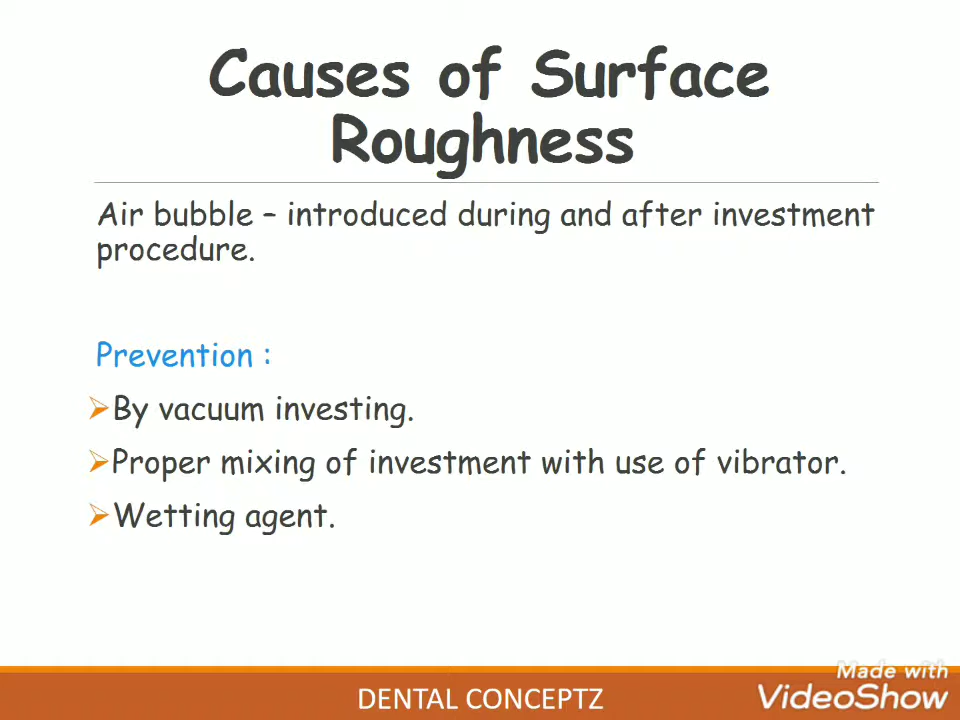 Causes of Surface
Roughness
Air bubble – introduced during and after investment
procedure.
Prevention :
By vacuum investing.
Proper mixing of investment with use of vibrator.
Wetting agent.
DENTAL CONCEPTZ
Made with
VideoShow